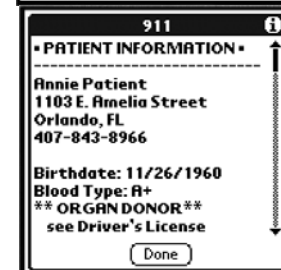 911
• PATIENT INFORMATION •
------------------------------
Annie Patient
1103 E. Amelia Street
Orlando, FL
407-843-8966
Birthdate: 11/26/1960
Blood Type: A+
** ORGAN DONOR**
see Driver's License
Done